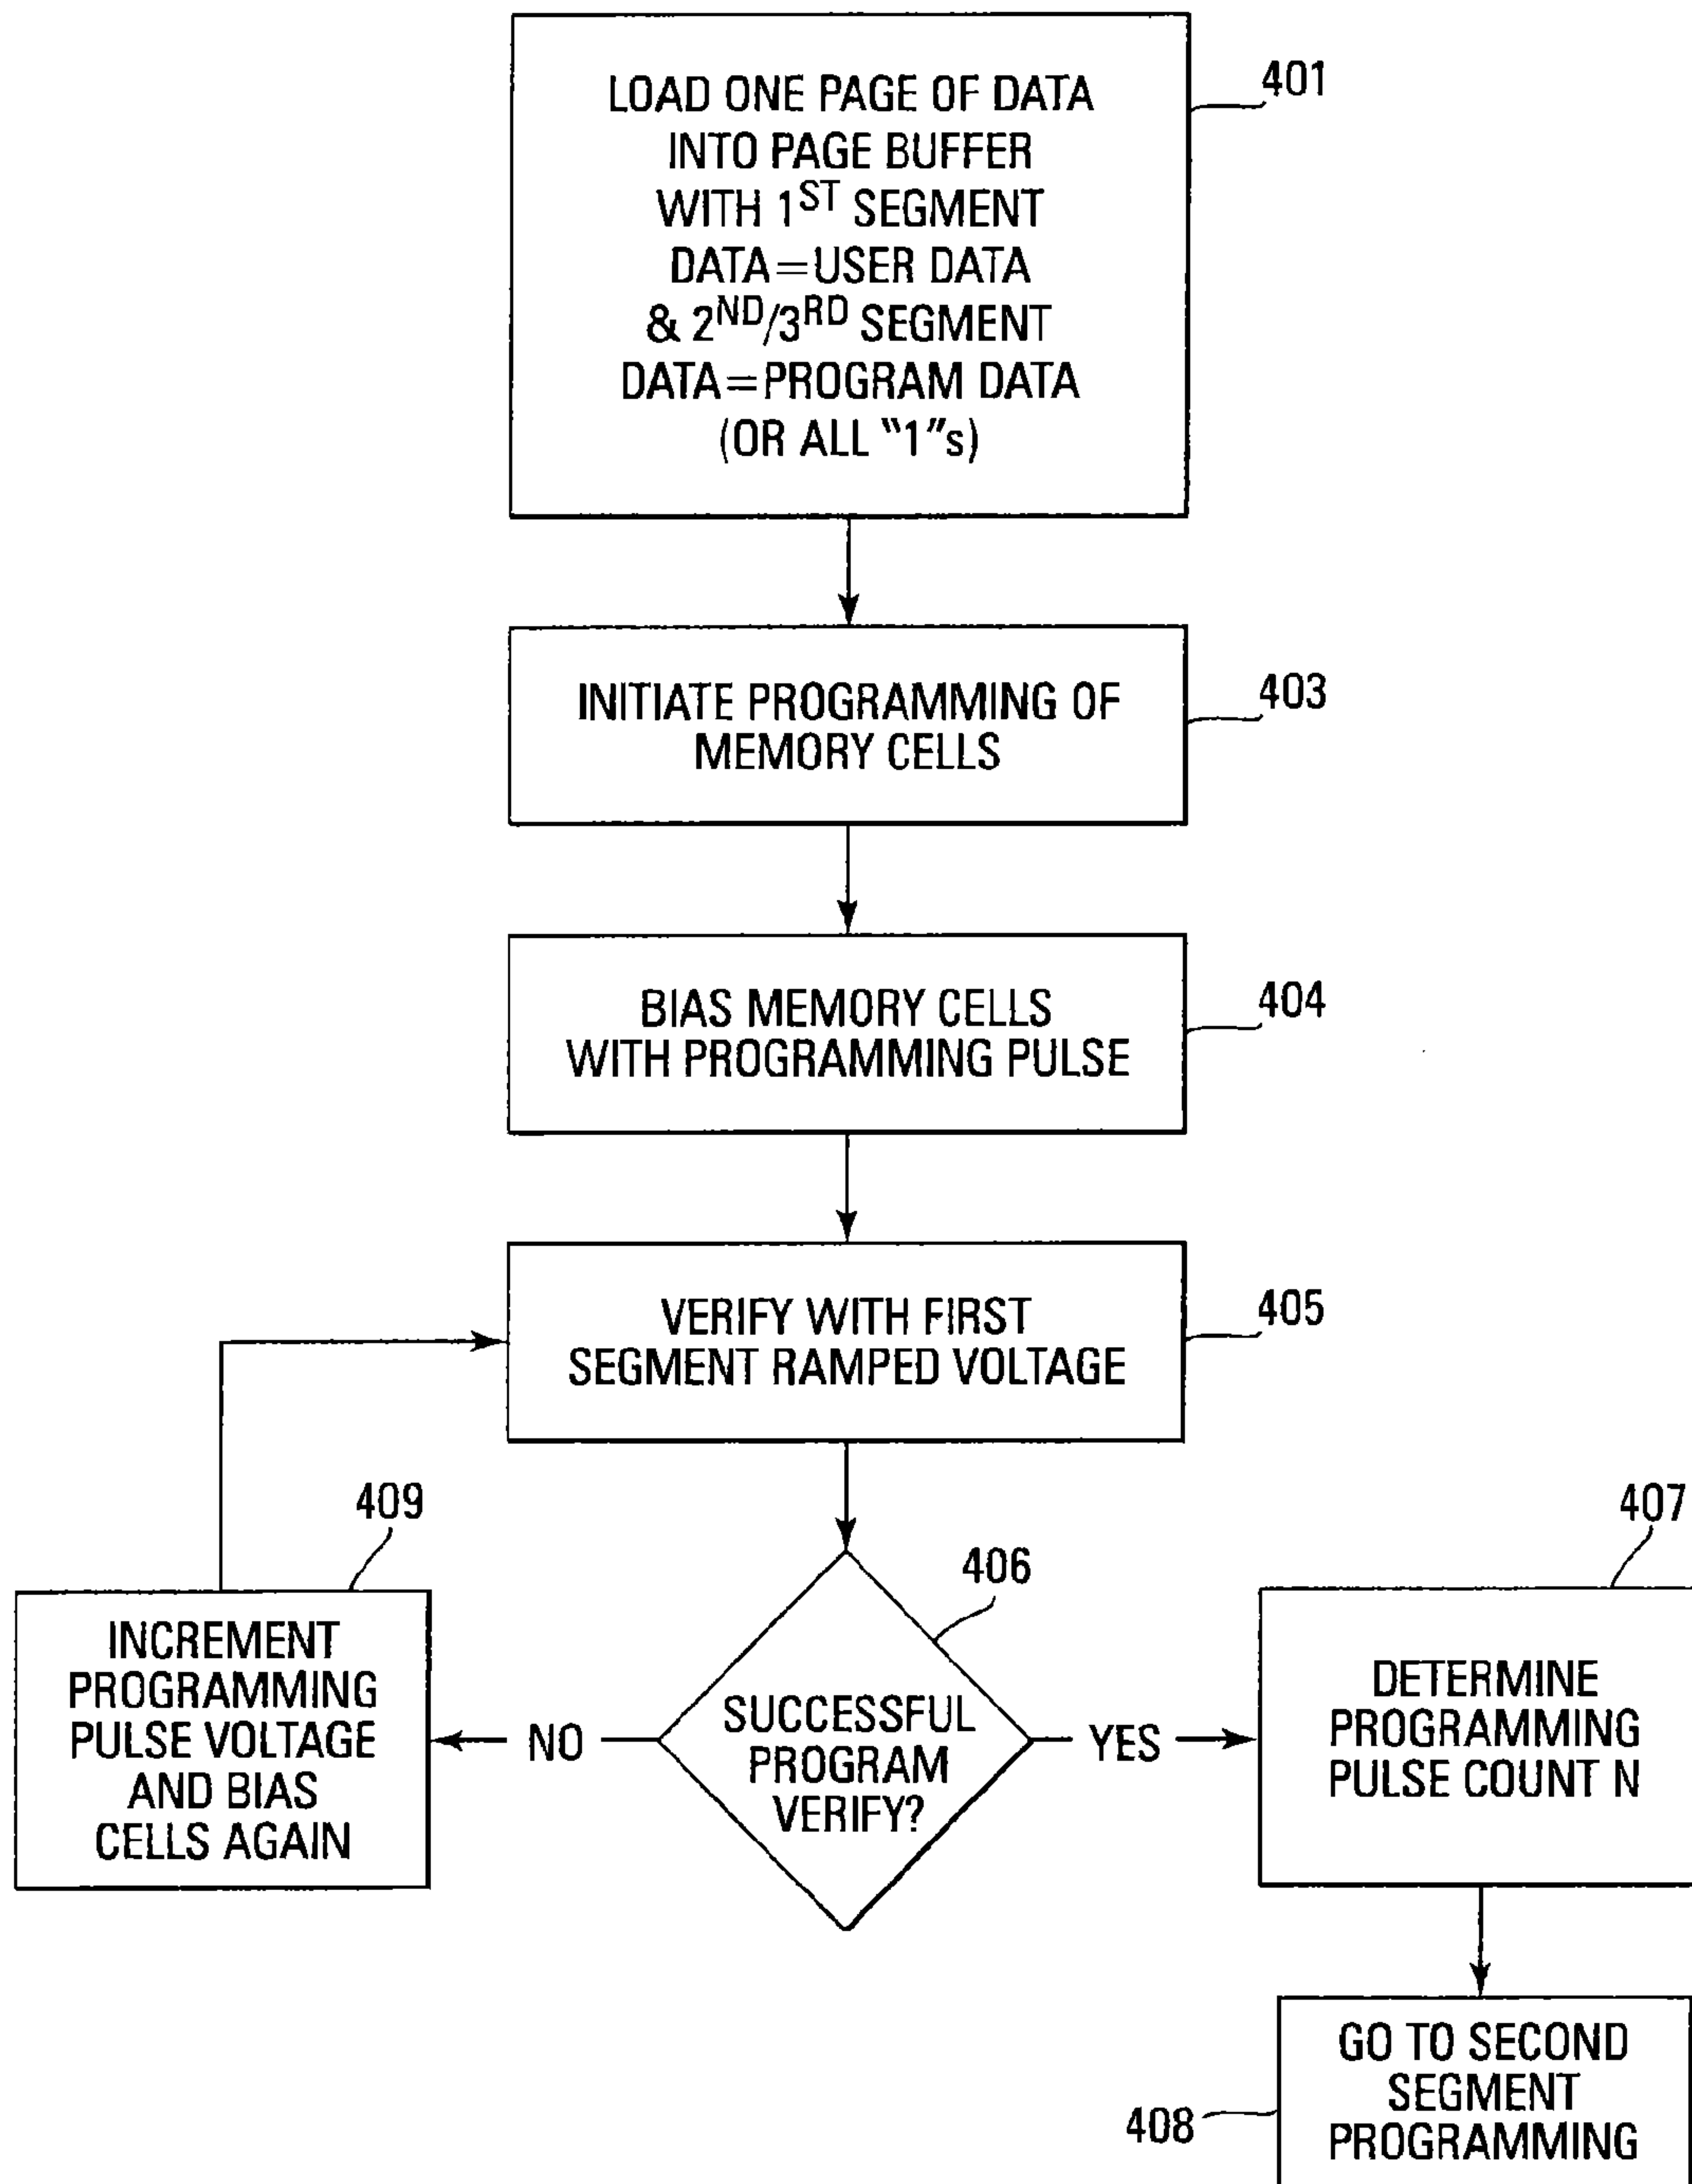 LOAD ONE PAGE OF DATA
INTO PAGE BUFFER
WITH 1ST SEGMENT
DATA=USER DATA
& 2ND/3RD SEGMENT
DATA=PROGRAM DATA
(OR ALL "1"s)
401
INITIATE PROGRAMMING OF
MEMORY CELLS
403
BIAS MEMORY CELLS
WITH PROGRAMMING PULSE
404
VERIFY WITH FIRST
SEGMENT RAMPED VOLTAGE
405
409
INCREMENT
PROGRAMMING
PULSE VOLTAGE
AND BIAS
CELLS AGAIN
NO
406
SUCCESSFUL
PROGRAM
VERIFY?
YES
407
DETERMINE
PROGRAMMING
PULSE COUNT N
GO TO SECOND
SEGMENT
PROGRAMMING
408